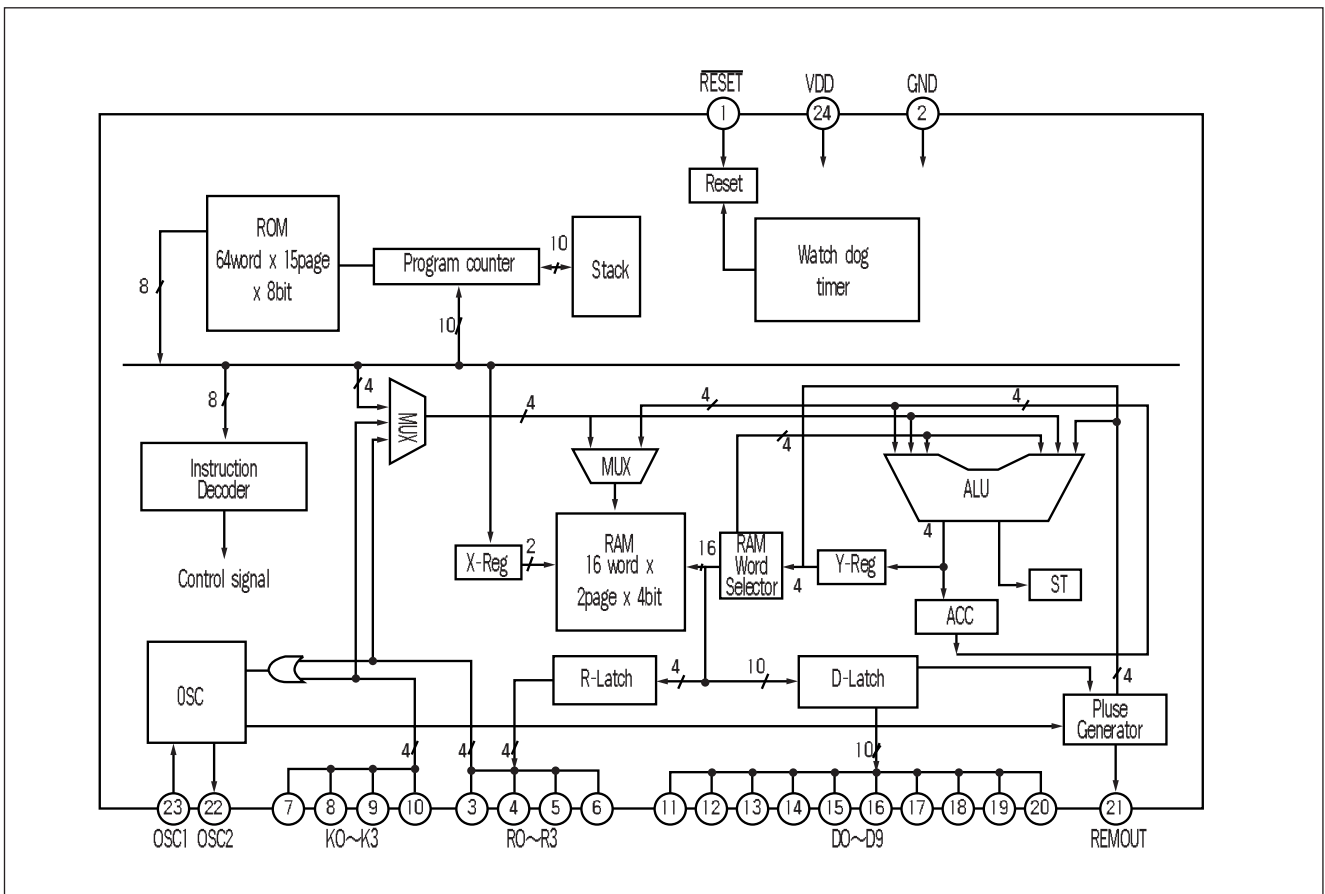 RESET VDD GND
1 24 2
Reset
ROM
64word x 15page
x 8bit
Program counter
10
Stack
Watch dog
timer
8
10
8
4
MUX
4
4
4
4
MUX
ALU
Instruction
Decoder
Control signal
X-Reg
2
RAM
16 word x
2page x 4bit
16
RAM
Word
Selector
4
Y-Reg
4
ST
ACC
OSC
R-Latch
4
10
D-Latch
4
Pluse
Generator
4
4
4
10
23 22 7 8 9 10 3 4 5 6 11 12 13 14 15 16 17 18 19 20 21
OSC1 OSC2 K0~K3 R0~R3 D0~D9 REMOUT